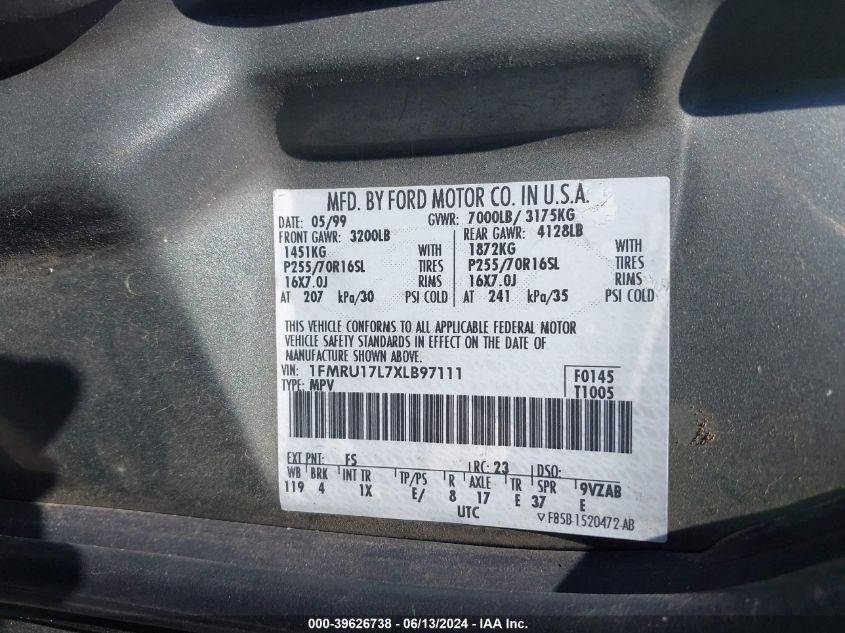 MFD. BY FORD MOTOR CO. IN U.S.A.
DATE: 05/99 GVWR: 7000LB/ 3175KG
FRONT GAWR: 3200LB REAR GAWR: 4128LB
1451KG WITH 1872KG WITH
P255/70R16SL TIRES P255/70R16SL TIRES
16X7.0J RIMS 16X7.0J RIMS
AT 207 kPa/30 PSI COLD AT 241 kPa/35 PSI COLD
THIS VEHICLE CONFORMS TO ALL APPLICABLE FEDERAL MOTOR
VEHICLE SAFETY STANDARDS IN EFFECT ON THE DATE OF
MANUFACTURE SHOWN ABOVE.
VIN: 1FMRU17L7XLB97111 F0145
TYPE: MPV T1005
EXT PNT: FS RC: 23 DSO:
WB BRK INT TR TP/PS R AXLE TR SPR 9VZAB
119 4 1X E/ 8 17 E 37 E
UTC ▽ F85B-1520472-AB
000-39626738 - 06/13/2024 - IAA Inc.